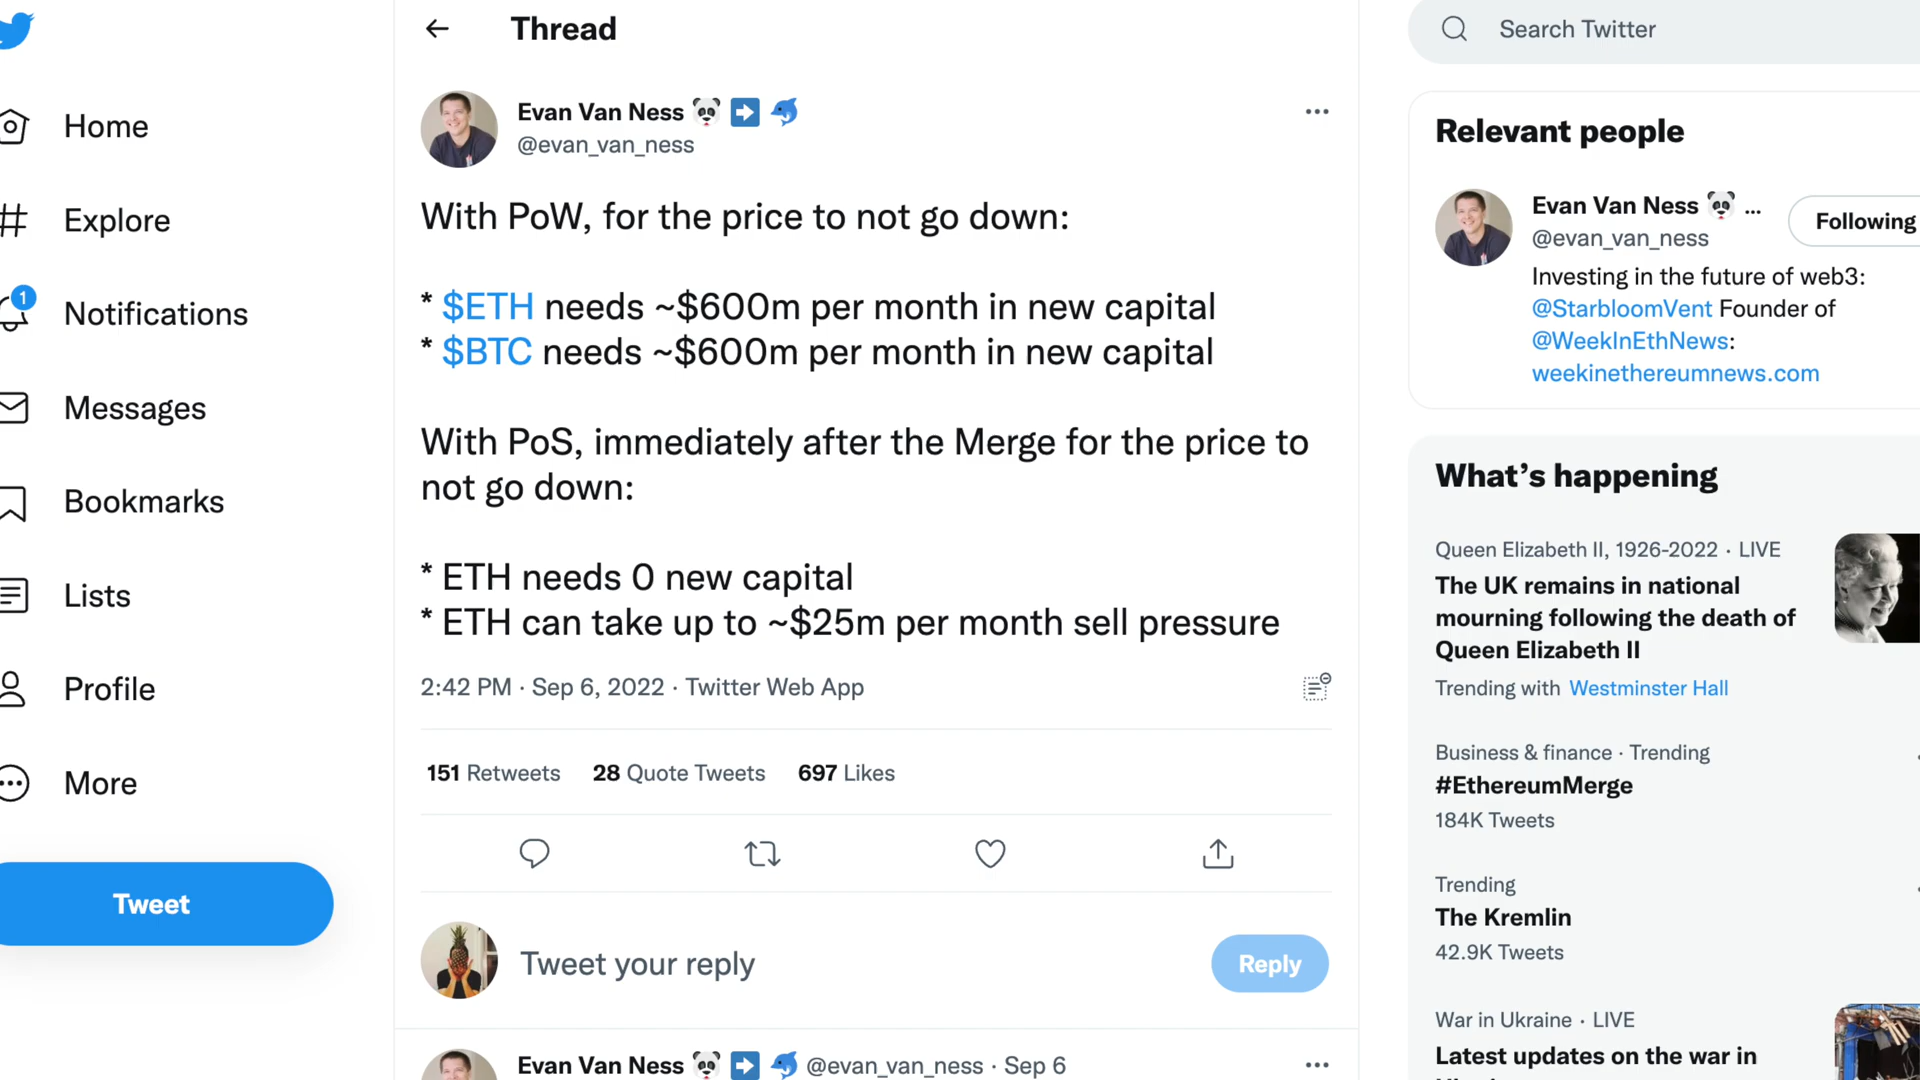 Home
Explore
1
Notifications
Messages
Bookmarks
Lists
Profile
More
Tweet
Thread
Evan Van Ness 🐼 ➡️ 🐬
@evan_van_ness
With PoW, for the price to not go down:
* $ETH needs ~$600m per month in new capital
* $BTC needs ~$600m per month in new capital
With PoS, immediately after the Merge for the price to
not go down:
* ETH needs 0 new capital
* ETH can take up to ~$25m per month sell pressure
2:42 PM · Sep 6, 2022 · Twitter Web App
151 Retweets 28 Quote Tweets 697 Likes
Tweet your reply
Reply
Evan Van Ness 🐼 ➡️ 🐬 @evan_van_ness · Sep 6
Search Twitter
Relevant people
Evan Van Ness 🐼 ...
@evan_van_ness
Following
Investing in the future of web3:
@StarbloomVent Founder of
@WeekInEthNews:
weekinethereumnews.com
What's happening
Queen Elizabeth II, 1926-2022 · LIVE
The UK remains in national
mourning following the death of
Queen Elizabeth II
Trending with Westminster Hall
Business & finance · Trending
#EthereumMerge
184K Tweets
Trending
The Kremlin
42.9K Tweets
War in Ukraine · LIVE
Latest updates on the war in